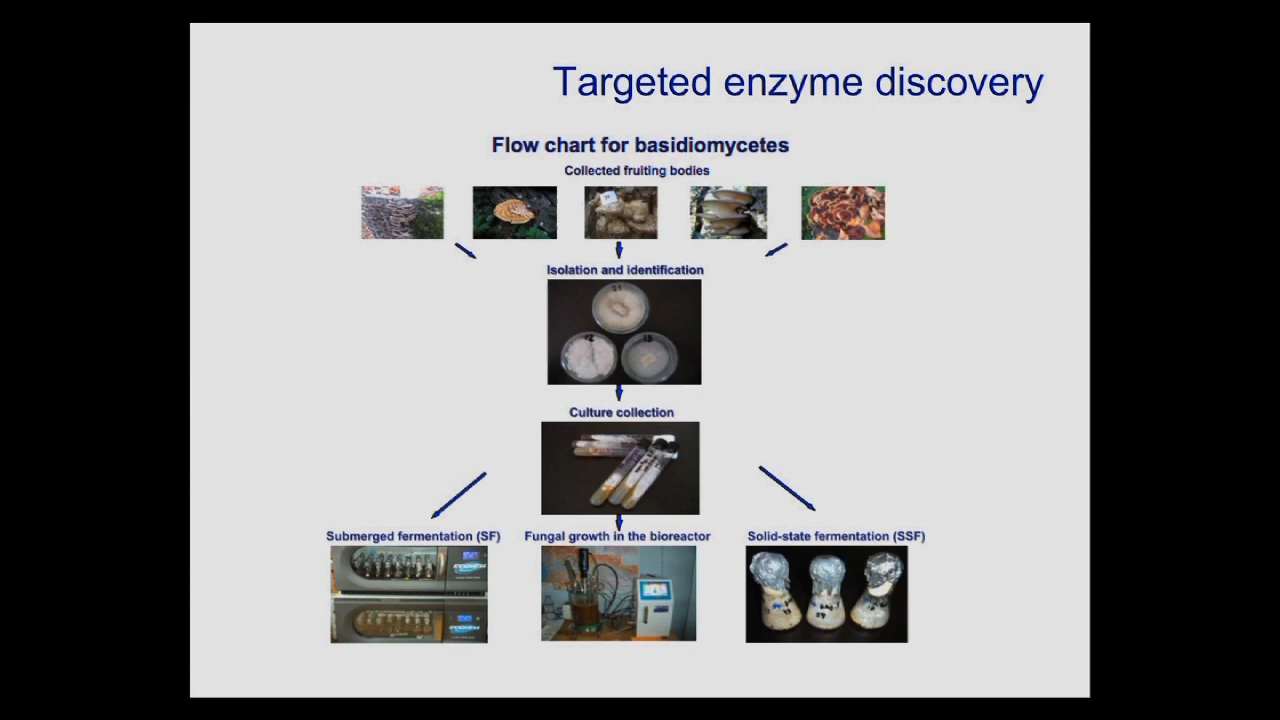 Targeted enzyme discovery
Flow chart for basidiomycetes
Collected fruiting bodies
Isolation and identification
Culture collection
Submerged fermentation (SF)
Fungal growth in the bioreactor
Solid-state fermentation (SSF)